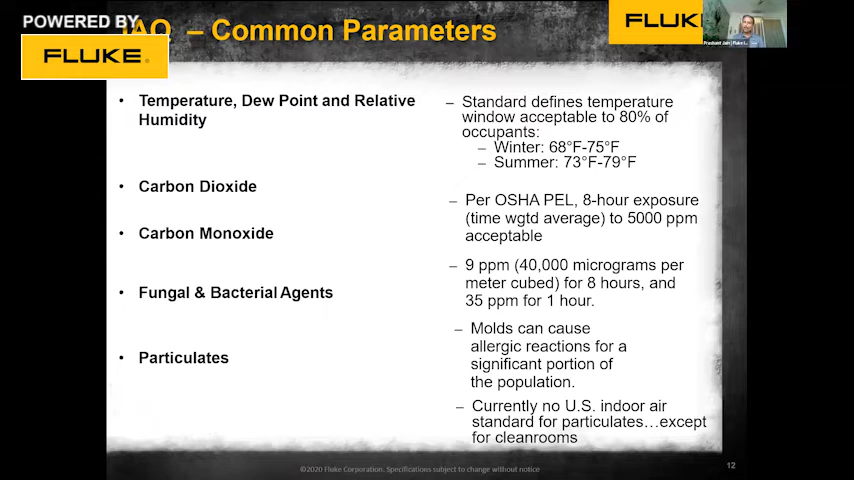 POWERED BY
FLUKE
IAQ – Common Parameters
FLUKE
Prashant Jain | Fluke I...
• Temperature, Dew Point and Relative
Humidity
• Carbon Dioxide
• Carbon Monoxide
• Fungal & Bacterial Agents
• Particulates
– Standard defines temperature
window acceptable to 80% of
occupants:
– Winter: 68°F-75°F
– Summer: 73°F-79°F
– Per OSHA PEL, 8-hour exposure
(time wgtd average) to 5000 ppm
acceptable
– 9 ppm (40,000 micrograms per
meter cubed) for 8 hours, and
35 ppm for 1 hour.
– Molds can cause
allergic reactions for a
significant portion of
the population.
– Currently no U.S. indoor air
standard for particulates…except
for cleanrooms
©2020 Fluke Corporation. Specifications subject to change without notice
12